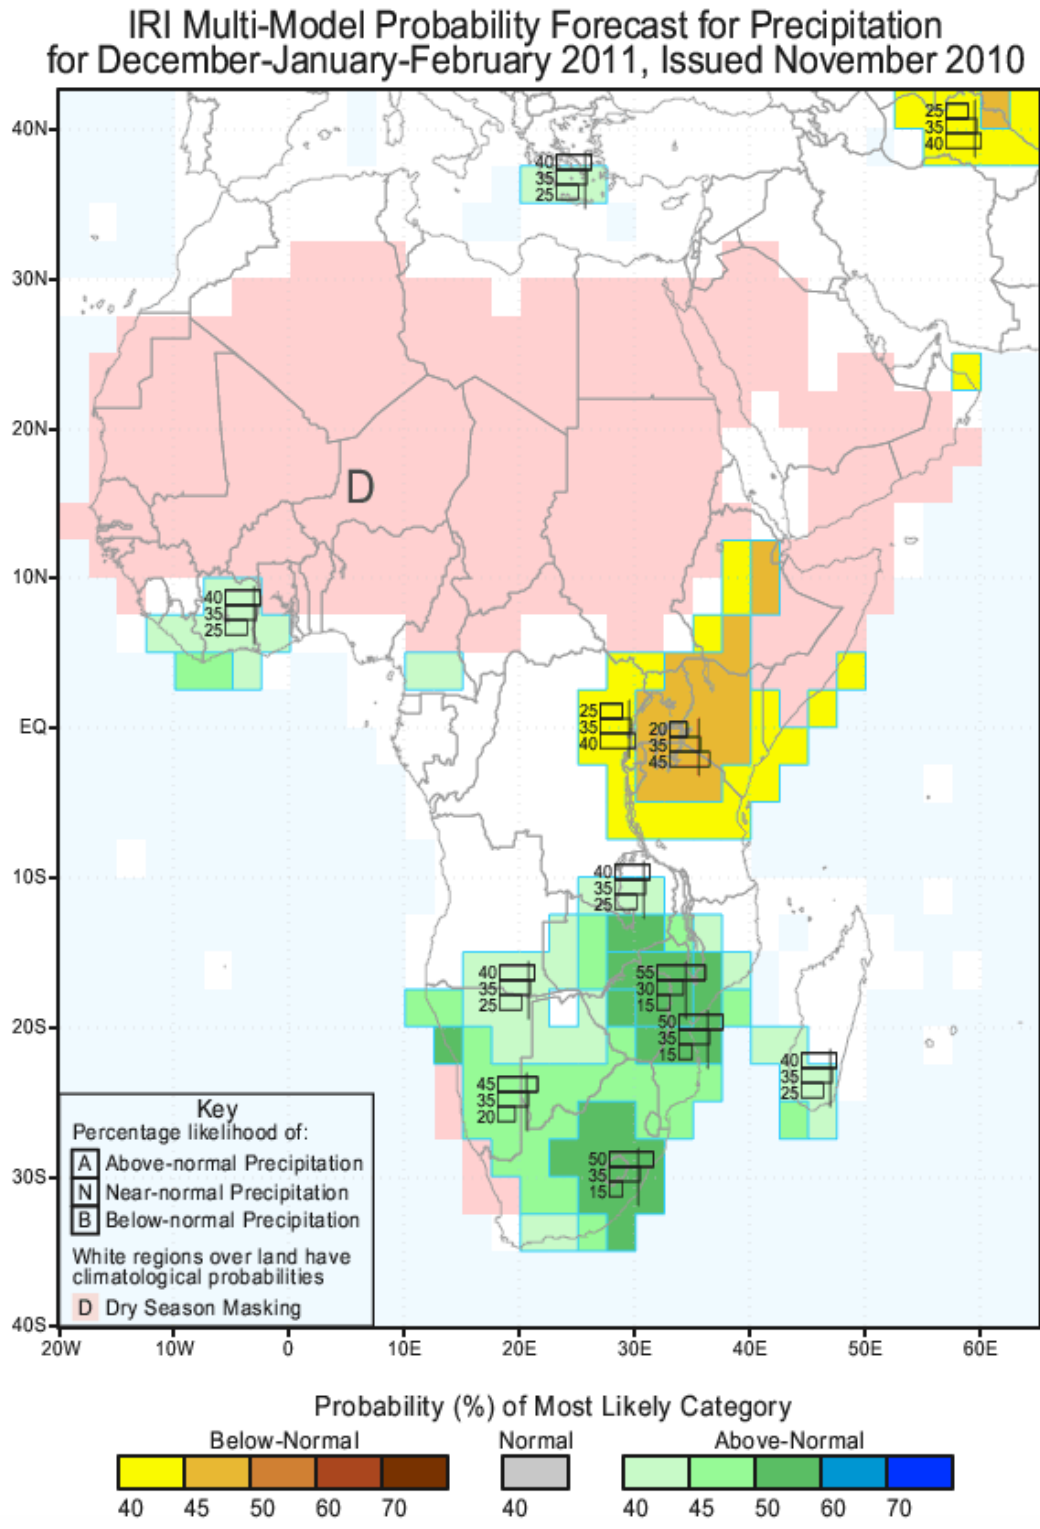 IRI Multi-Model Probability Forecast for Precipitation
for December-January-February 2011, Issued November 2010
40N
30N
20N
10N
EQ
10S
20S
30S
40S
20W 10W 0 10E 20E 30E 40E 50E 60E
25
35
40
40
35
25
D
40
35
25
25
35
40
20
35
45
40
35
25
40
35
25
55
30
15
50
35
15
40
35
25
45
35
20
50
35
15
Key
Percentage likelihood of:
A Above-normal Precipitation
N Near-normal Precipitation
B Below-normal Precipitation
White regions over land have
climatological probabilities
D Dry Season Masking
Probability (%) of Most Likely Category
Below-Normal Normal Above-Normal
40 45 50 60 70 40 40 45 50 60 70